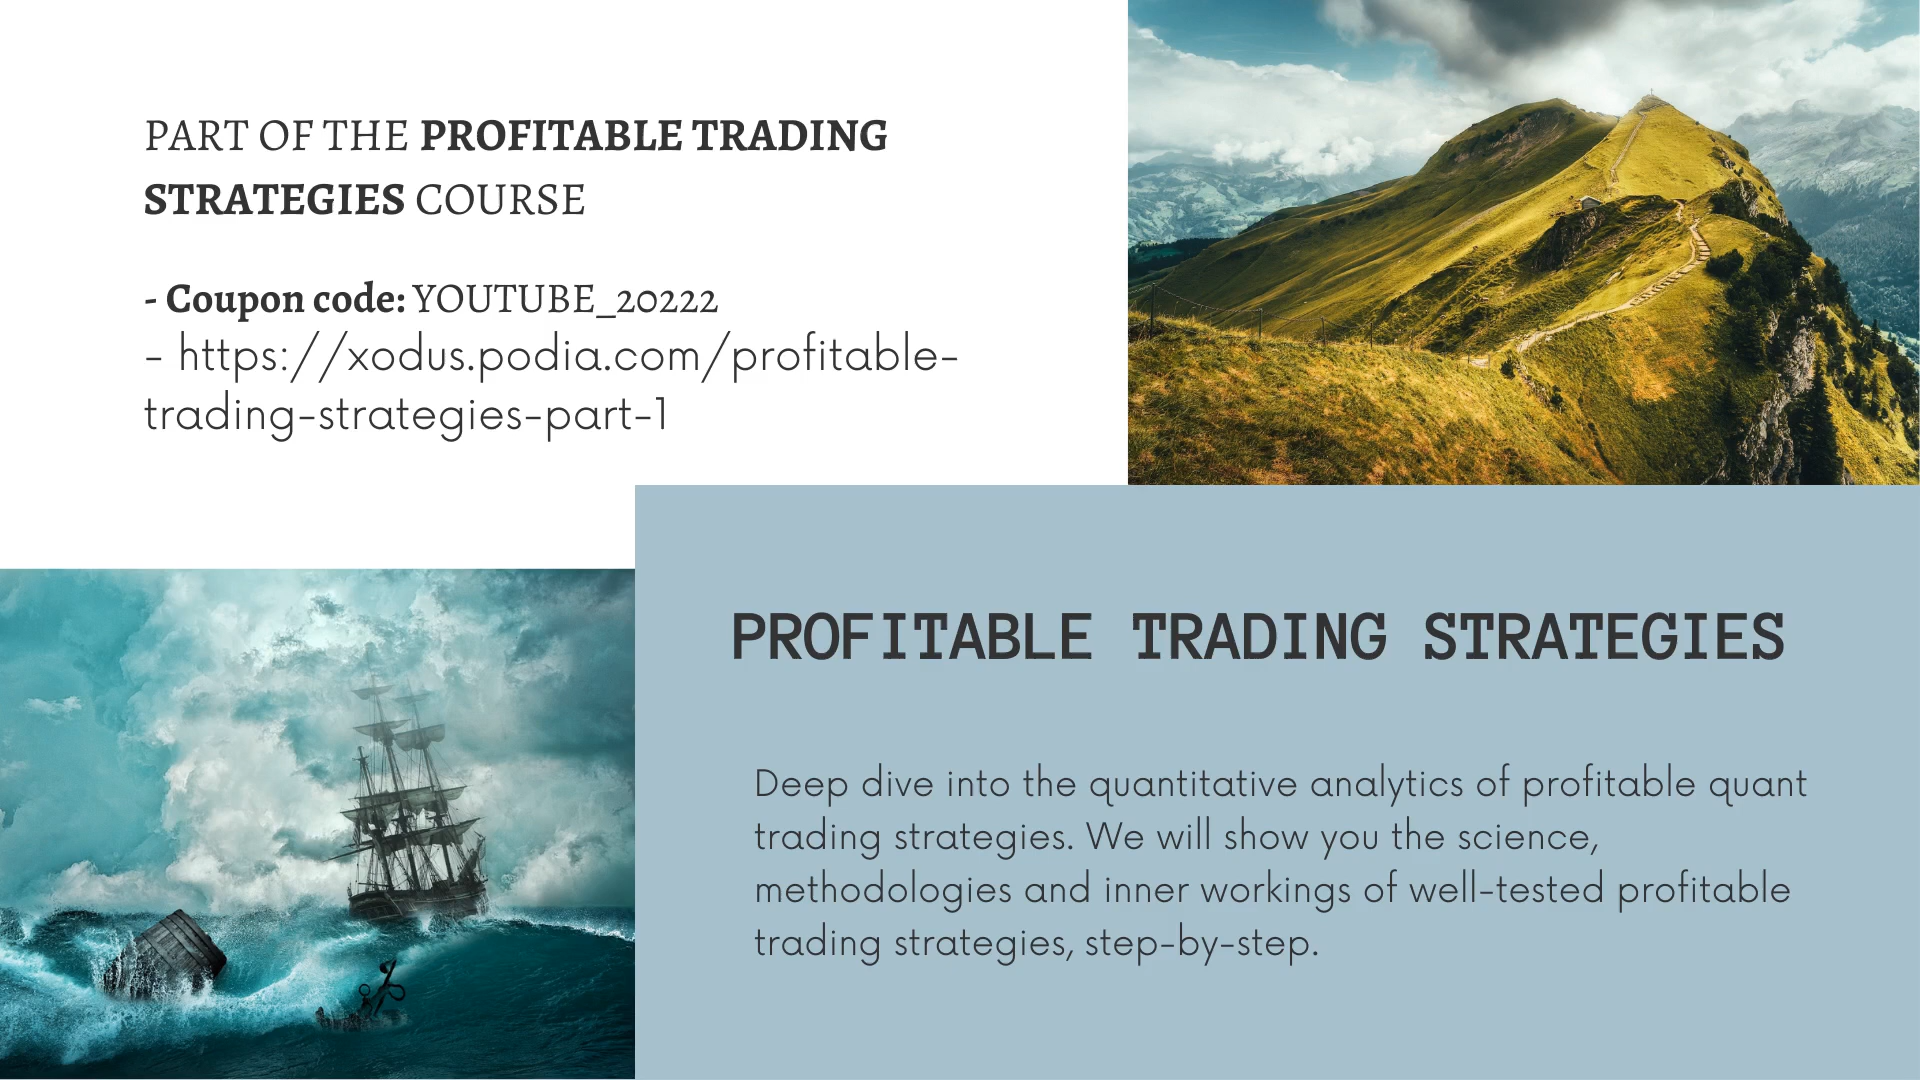 PART OF THE PROFITABLE TRADING
STRATEGIES COURSE
- Coupon code: YOUTUBE_20222
- https://xodus.podia.com/profitable-
trading-strategies-part-1
PROFITABLE TRADING STRATEGIES
Deep dive into the quantitative analytics of profitable quant
trading strategies. We will show you the science,
methodologies and inner workings of well-tested profitable
trading strategies, step-by-step.